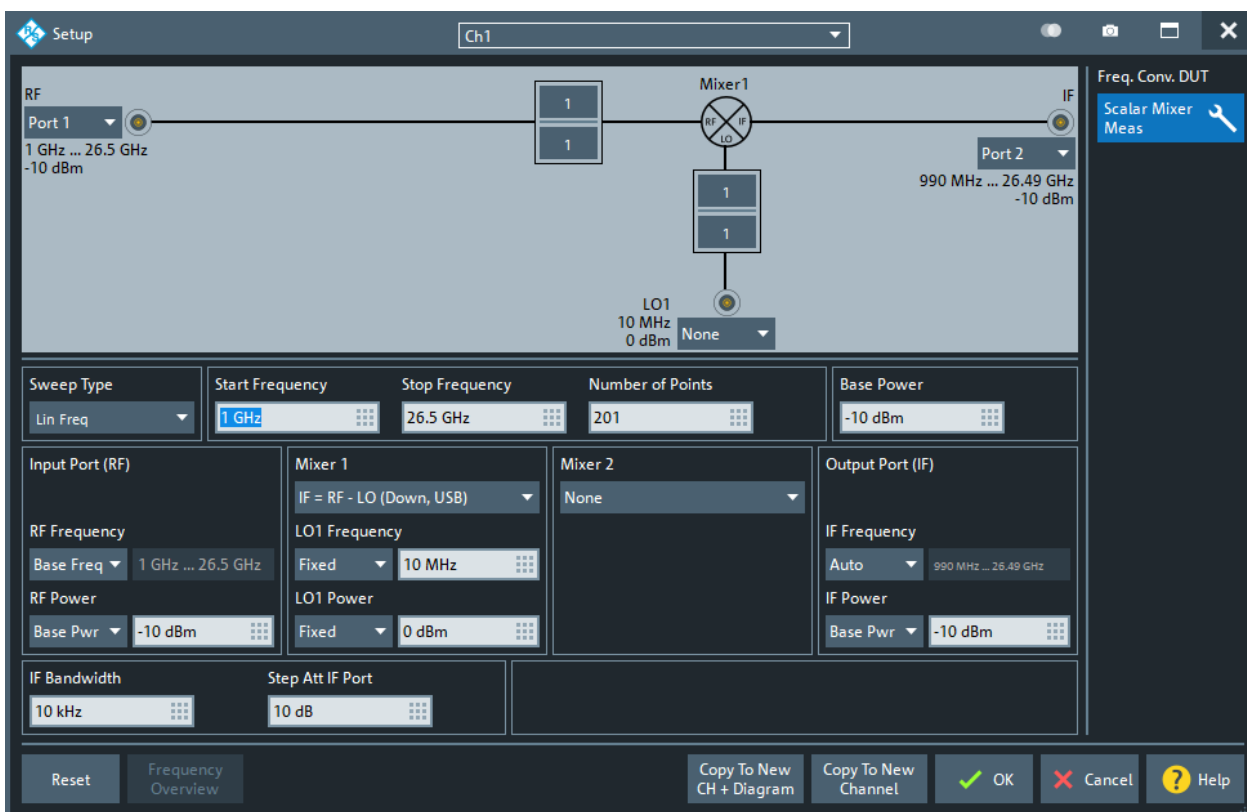 Setup
Ch1
Freq. Conv. DUT
Scalar Mixer
Meas
RF
Port 1
1 GHz ... 26.5 GHz
-10 dBm
1
1
Mixer1
RF IF
LO
IF
Port 2
990 MHz ... 26.49 GHz
-10 dBm
1
1
LO1
10 MHz
0 dBm
None
Sweep Type
Lin Freq
Start Frequency
1 GHz
Stop Frequency
26.5 GHz
Number of Points
201
Base Power
-10 dBm
Input Port (RF)
RF Frequency
Base Freq 1 GHz ... 26.5 GHz
RF Power
Base Pwr -10 dBm
Mixer 1
IF = RF - LO (Down, USB)
LO1 Frequency
Fixed 10 MHz
LO1 Power
Fixed 0 dBm
Mixer 2
None
Output Port (IF)
IF Frequency
Auto 990 MHz ... 26.49 GHz
IF Power
Base Pwr -10 dBm
IF Bandwidth
10 kHz
Step Att IF Port
10 dB
Reset
Frequency
Overview
Copy To New
CH + Diagram
Copy To New
Channel
OK
Cancel
? Help